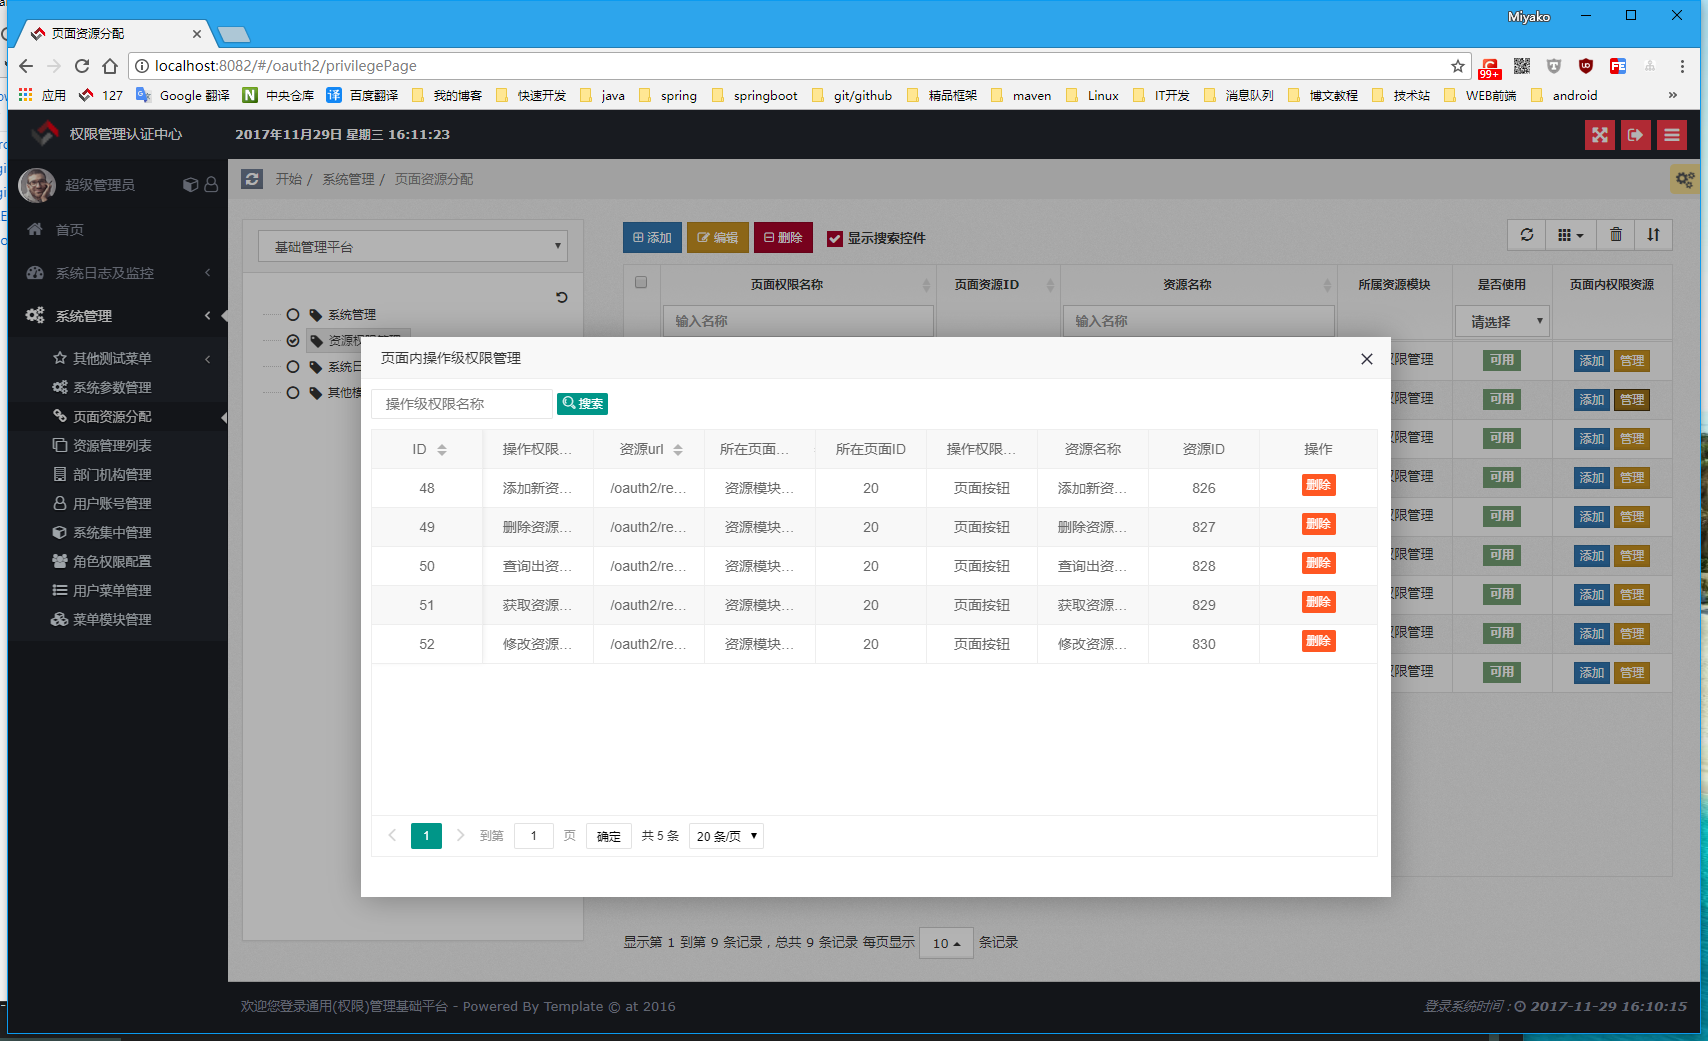 Miyako
页面资源分配
localhost:8082/#/oauth2/privilegePage
99+
应用 127 Google 翻译 N 中央仓库 译 百度翻译 我的博客 快速开发 java spring springboot git/github 精品框架 maven Linux IT开发 消息队列 博文教程 技术站 WEB前端 android »
权限管理认证中心 2017年11月29日 星期三 16:11:23
超级管理员
首页
系统日志及监控
系统管理
其他测试菜单
系统参数管理
页面资源分配
资源管理列表
部门机构管理
用户账号管理
系统集中管理
角色权限配置
用户菜单管理
菜单模块管理
开始 / 系统管理 / 页面资源分配
基础管理平台
系统管理
资源权限管理
系统日
其他模
添加 编辑 删除 显示搜索控件
页面权限名称 页面资源ID 资源名称 所属资源模块 是否使用 页面内权限资源
输入名称 输入名称 请选择
权限管理 可用 添加 管理
权限管理 可用 添加 管理
权限管理 可用 添加 管理
权限管理 可用 添加 管理
权限管理 可用 添加 管理
权限管理 可用 添加 管理
权限管理 可用 添加 管理
权限管理 可用 添加 管理
权限管理 可用 添加 管理
页面内操作级权限管理
操作级权限名称 搜索
ID 操作权限... 资源url 所在页面... 所在页面ID 操作权限... 资源名称 资源ID 操作
48 添加新资... /oauth2/re... 资源模块... 20 页面按钮 添加新资... 826 删除
49 删除资源... /oauth2/re... 资源模块... 20 页面按钮 删除资源... 827 删除
50 查询出资... /oauth2/re... 资源模块... 20 页面按钮 查询出资... 828 删除
51 获取资源... /oauth2/re... 资源模块... 20 页面按钮 获取资源... 829 删除
52 修改资源... /oauth2/re... 资源模块... 20 页面按钮 修改资源... 830 删除
1 到第 1 页 确定 共 5 条 20 条/页
显示第 1 到第 9 条记录，总共 9 条记录 每页显示 10 条记录
欢迎您登录通用(权限)管理基础平台 - Powered By Template © at 2016
登录系统时间：2017-11-29 16:10:15